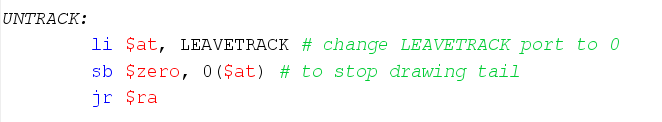 UNTRACK:
li $at, LEAVETRACK # change LEAVETRACK port to 0
sb $zero, 0($at) # to stop drawing tail
jr $ra